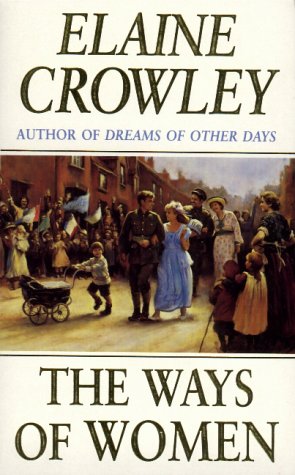 ELAINE
CROWLEY
AUTHOR OF DREAMS OF OTHER DAYS
THE WAYS
OF WOMEN